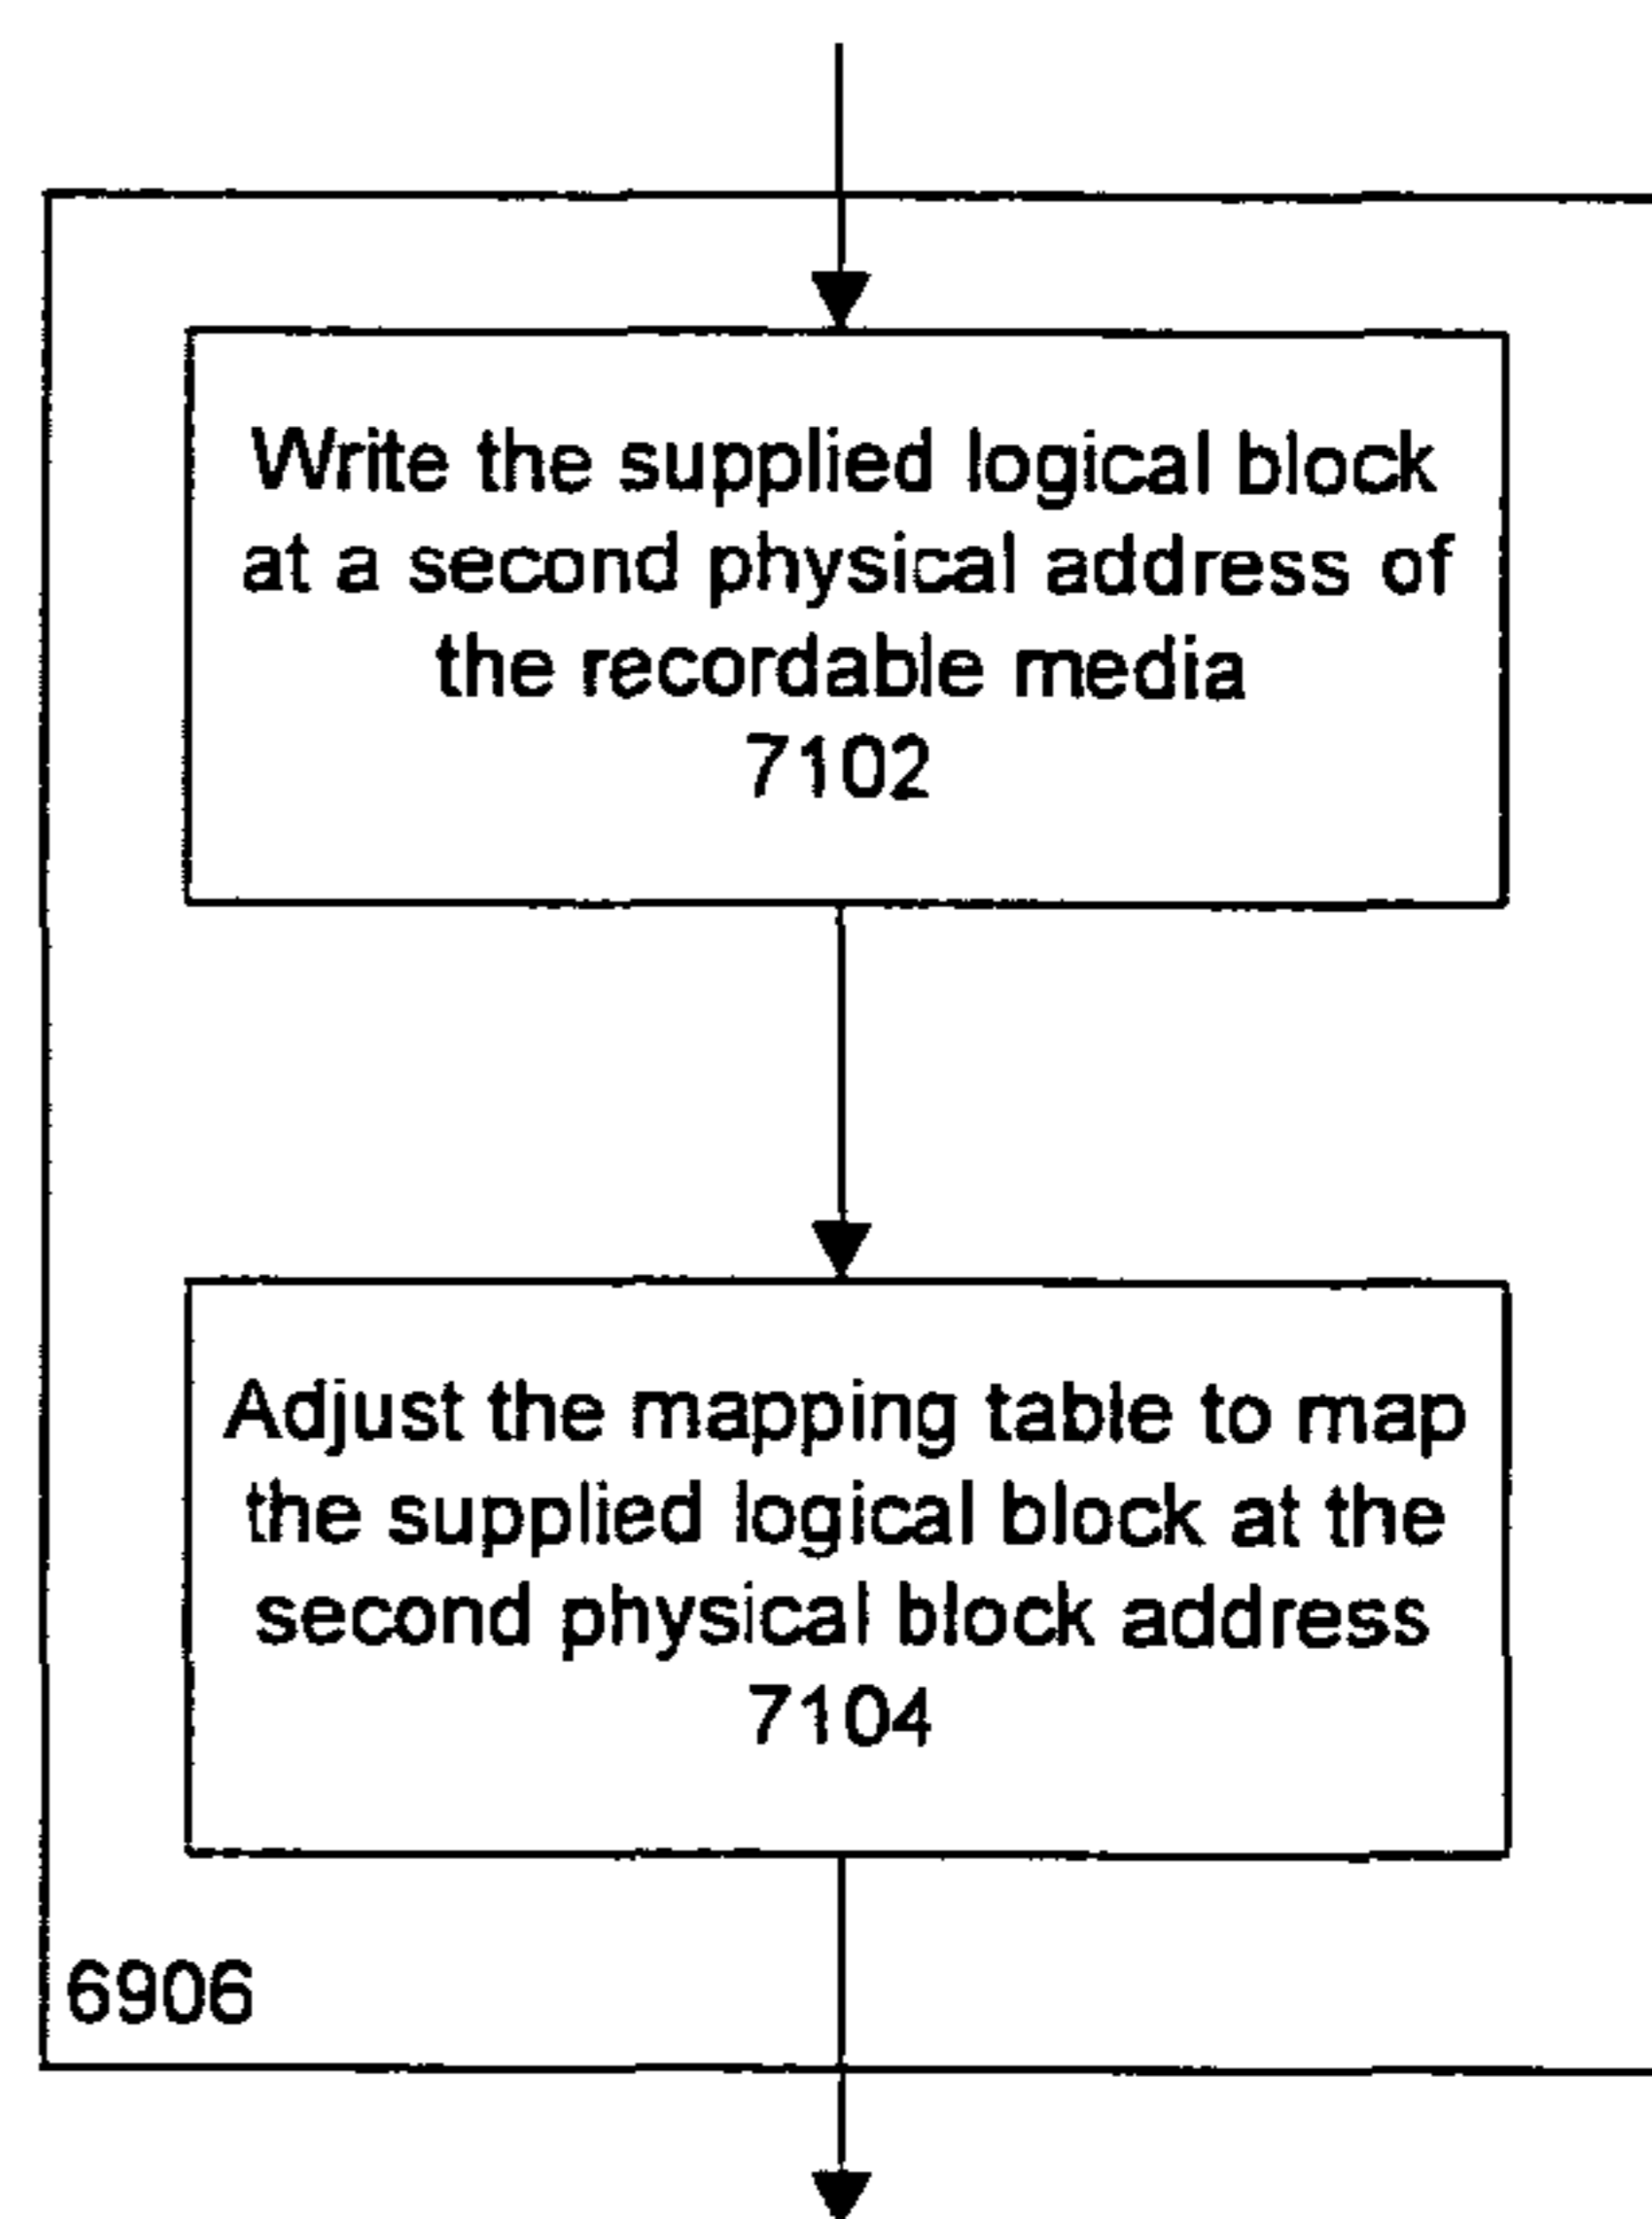 Write the supplied logical block
at a second physical address of
the recordable media
7102
Adjust the mapping table to map
the supplied logical block at the
second physical block address
7104
6906